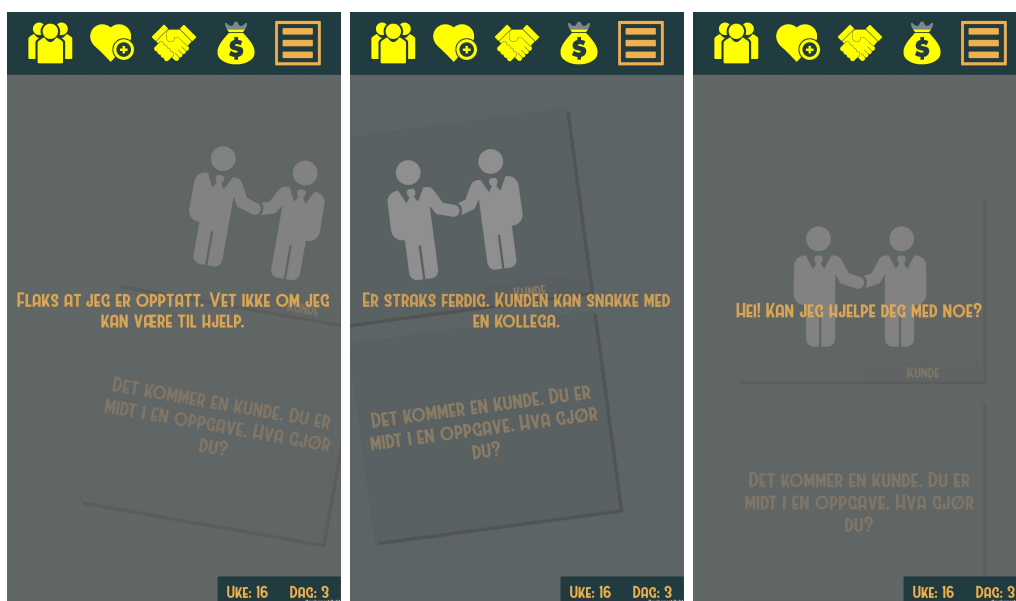 Flaks at jeg er opptatt. Vet ikke om jeg
kan være til hjelp.
Kunde
Det kommer en kunde. Du er
midt i en oppgave. Hva gjør
du?
Uke: 16 Dag: 3
Er straks ferdig. Kunden kan snakke med
en kollega.
Kunde
Det kommer en kunde. Du er
midt i en oppgave. Hva gjør
du?
Uke: 16 Dag: 3
Hei! Kan jeg hjelpe deg med noe?
Kunde
Det kommer en kunde. Du er
midt i en oppgave. Hva gjør
du?
Uke: 16 Dag: 3